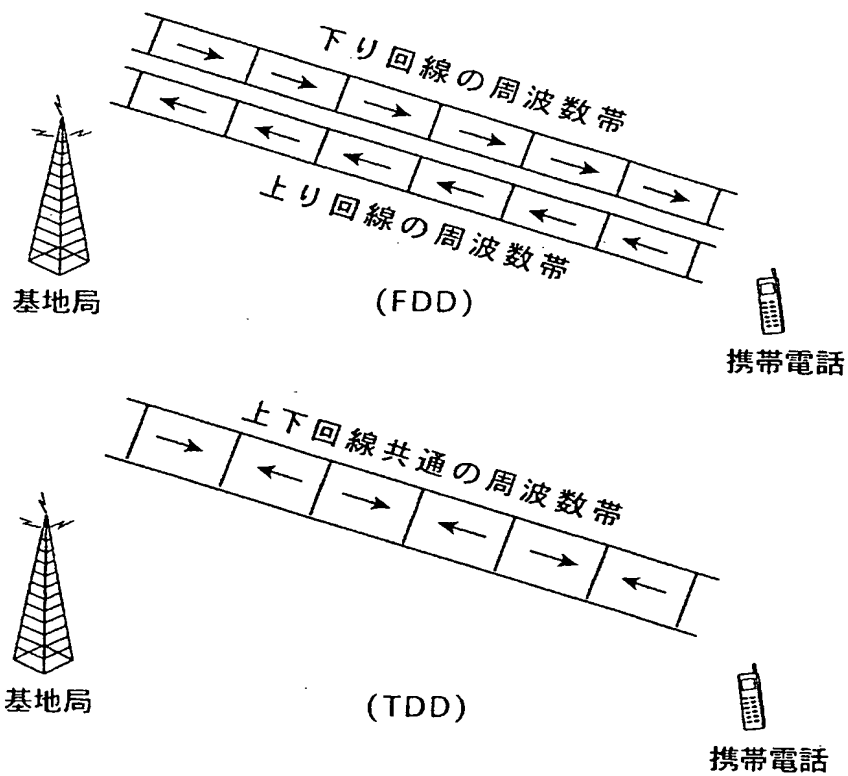 下り回線の周波数帯
上り回線の周波数帯
基地局
(FDD)
携帯電話
上下回線共通の周波数帯
基地局
(TDD)
携帯電話